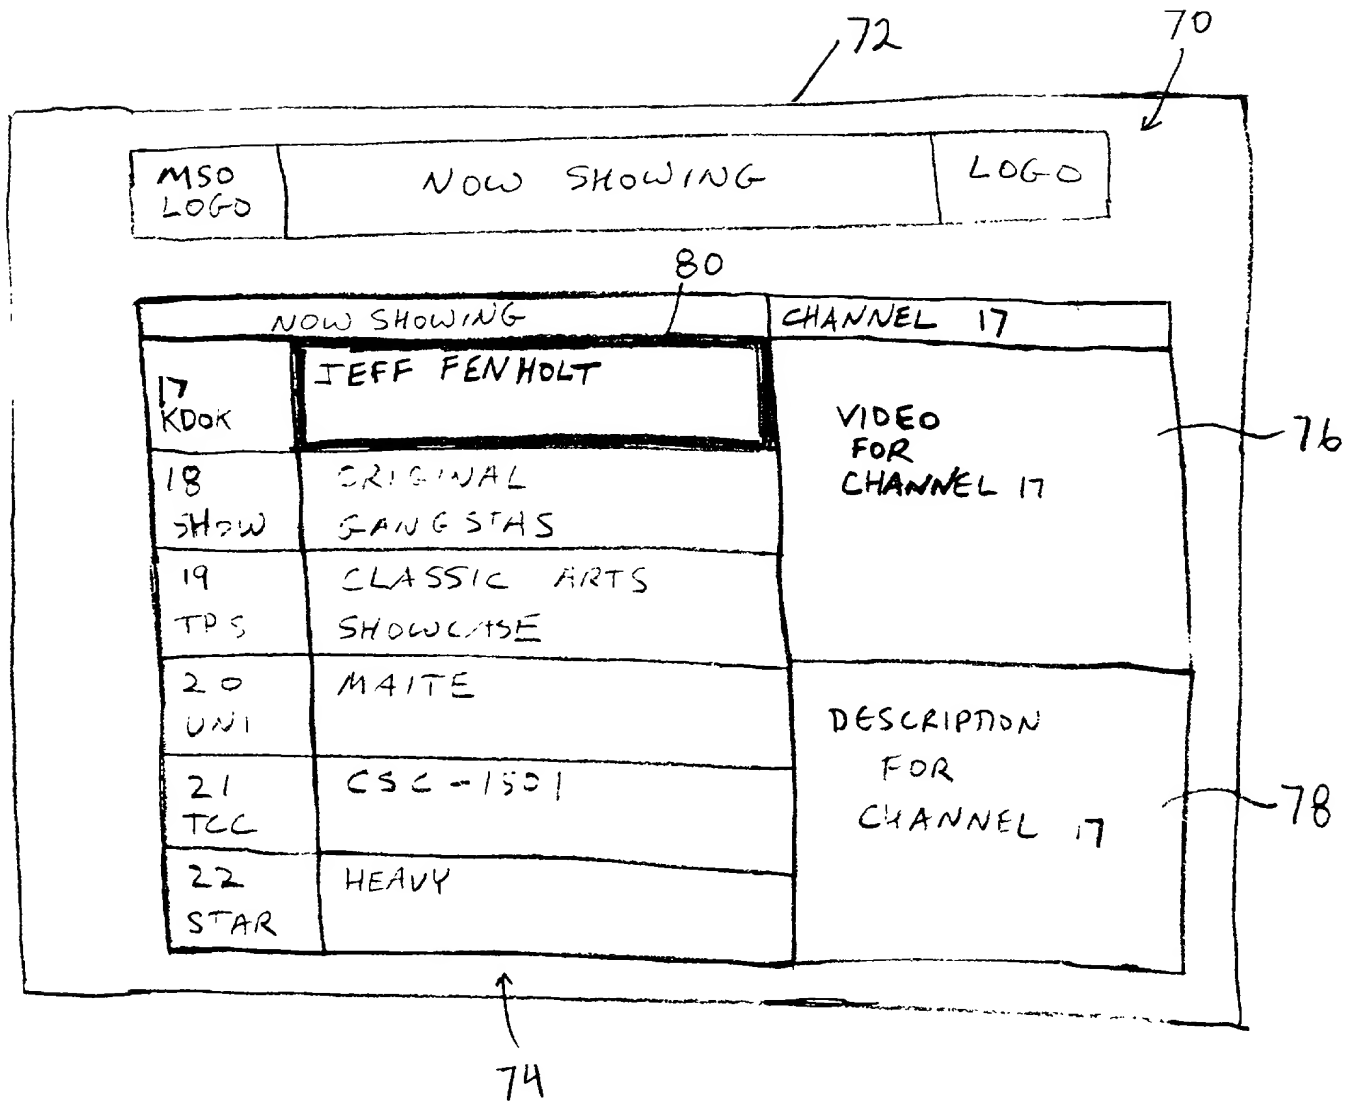 72
70
MSO
LOGO
NOW SHOWING
LOGO
80
NOW SHOWING
CHANNEL 17
17
KDOK
JEFF FENHOLT
VIDEO
FOR
CHANNEL 17
76
18
SHOW
ORIGINAL
GANGSTAS
19
TPS
CLASSIC ARTS
SHOWCASE
20
UNI
MAITE
DESCRIPTION
FOR
CHANNEL 17
78
21
TCC
CSC-1501
22
STAR
HEAVY
74